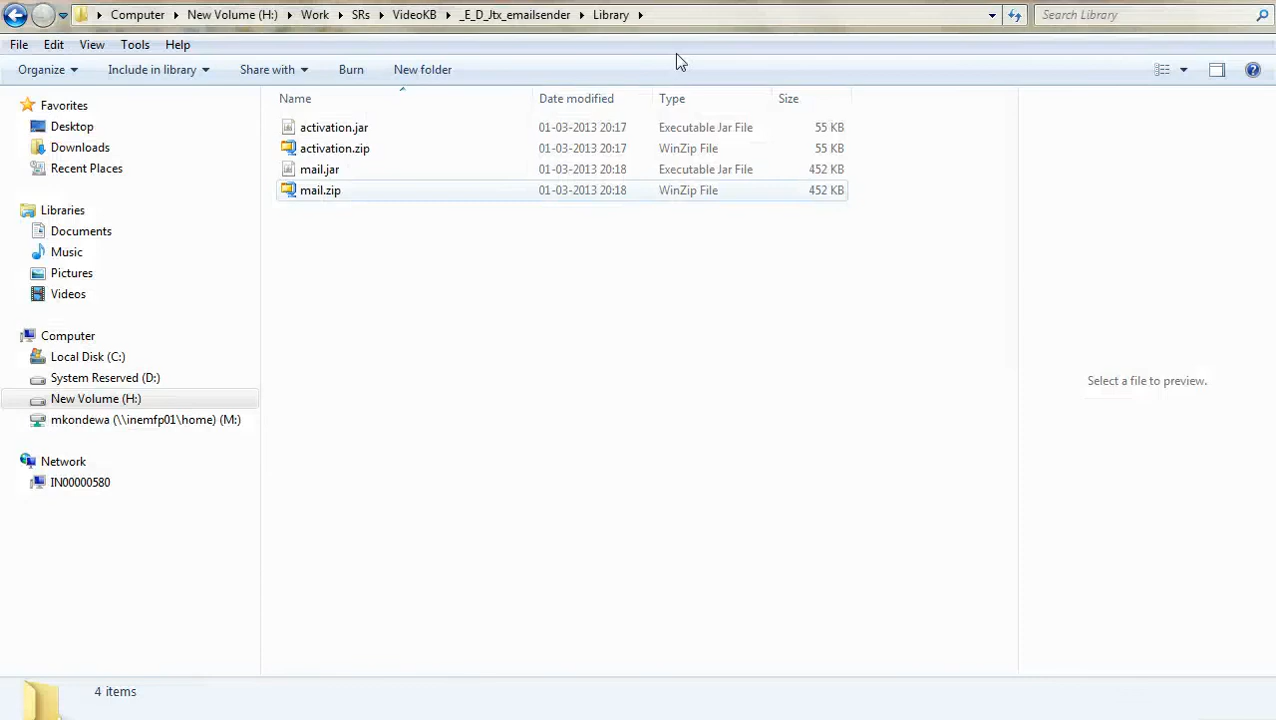 Computer New Volume (H:) Work SRs VideoKB _E_D_Jtx_emailsender Library Search Library
File Edit View Tools Help
Organize Include in library Share with Burn New folder
Name Date modified Type Size
activation.jar 01-03-2013 20:17 Executable Jar File 55 KB
activation.zip 01-03-2013 20:17 WinZip File 55 KB
mail.jar 01-03-2013 20:18 Executable Jar File 452 KB
mail.zip 01-03-2013 20:18 WinZip File 452 KB
Favorites
Desktop
Downloads
Recent Places
Libraries
Documents
Music
Pictures
Videos
Computer
Local Disk (C:)
System Reserved (D:)
New Volume (H:)
mkondewa (\\inemfp01\home) (M:)
Network
IN00000580
Select a file to preview.
4 items